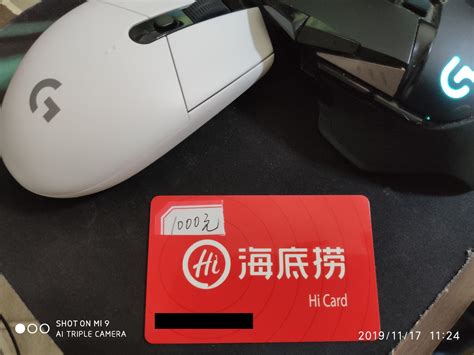 1000元
Hi 海底捞
Hi Card
SHOT ON MI 9
AI TRIPLE CAMERA
2019/11/17 11:24